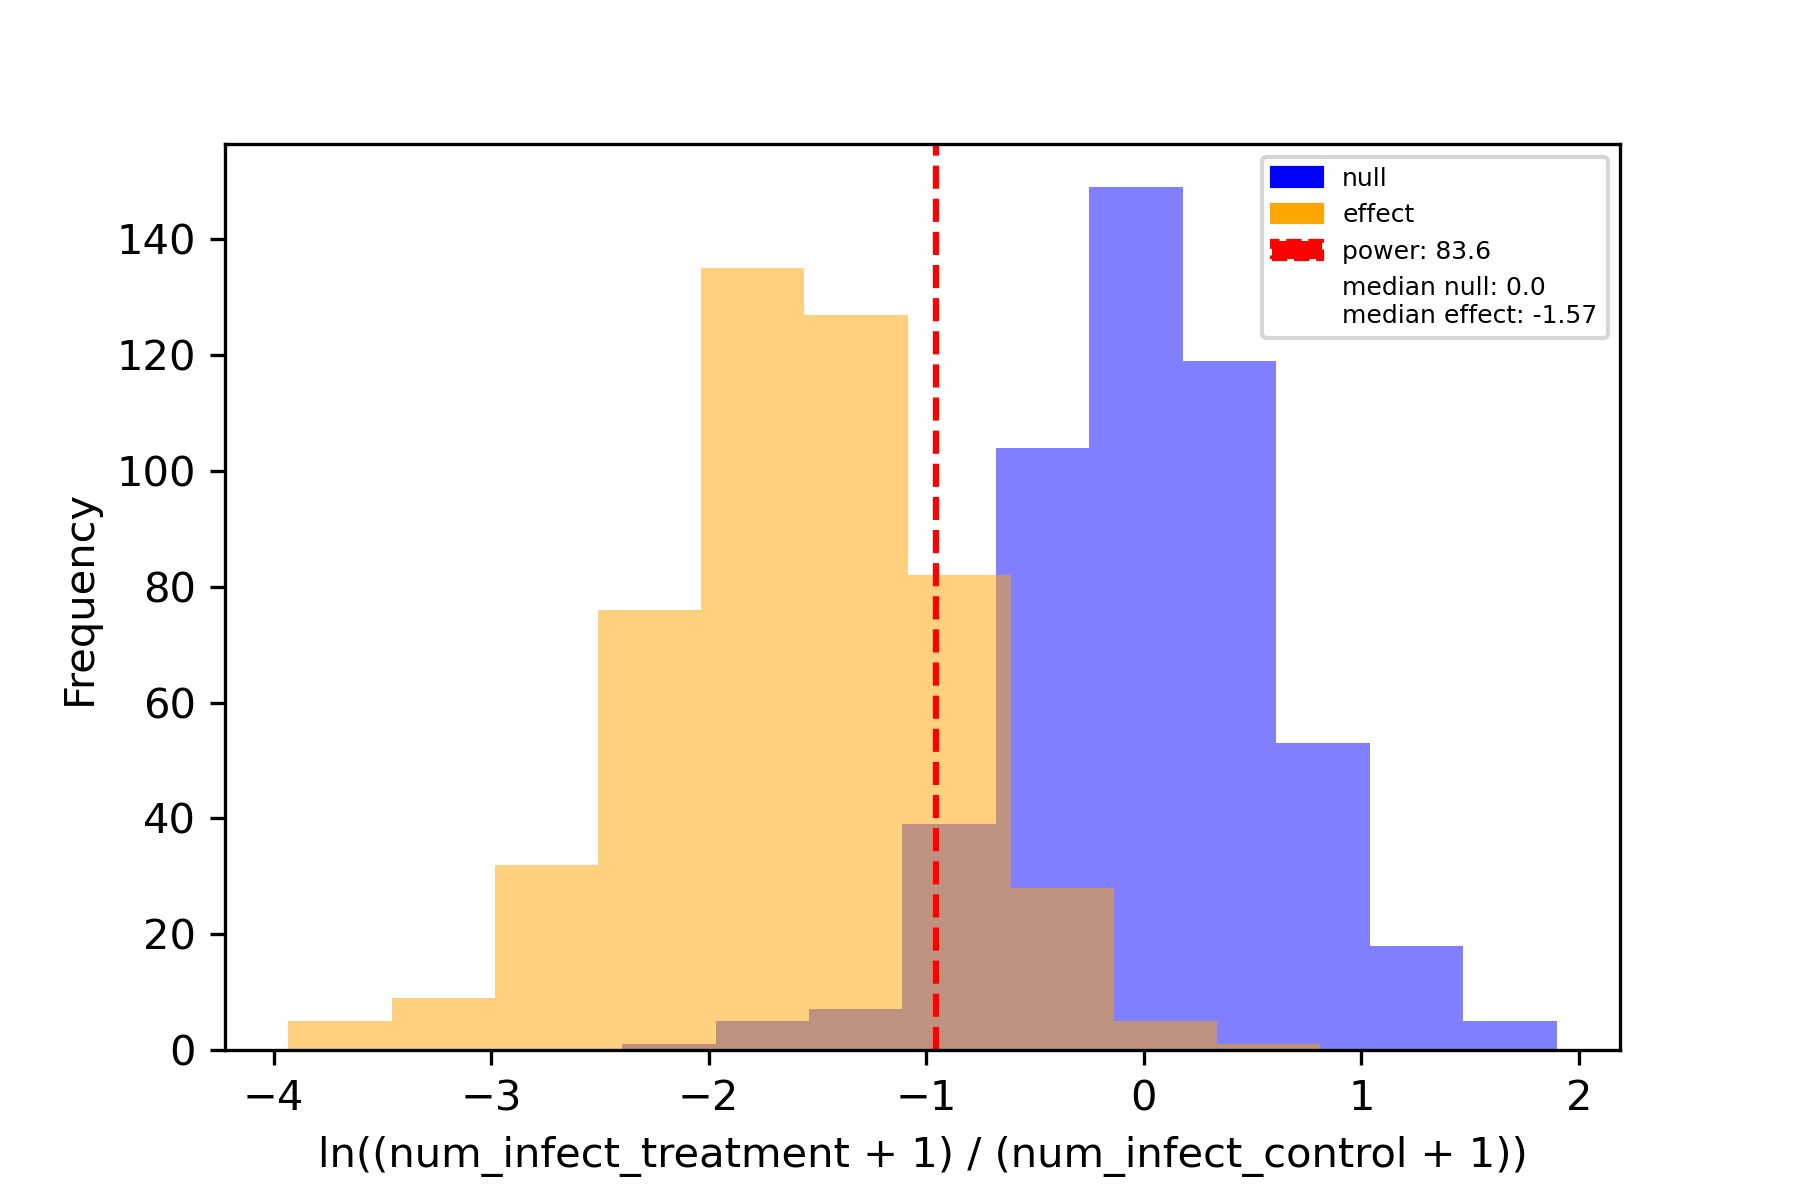 null
effect
power: 83.6
median null: 0.0
median effect: -1.57
Frequency
140
120
100
80
60
40
20
0
−4 −3 −2 −1 0 1 2
ln((num_infect_treatment + 1) / (num_infect_control + 1))